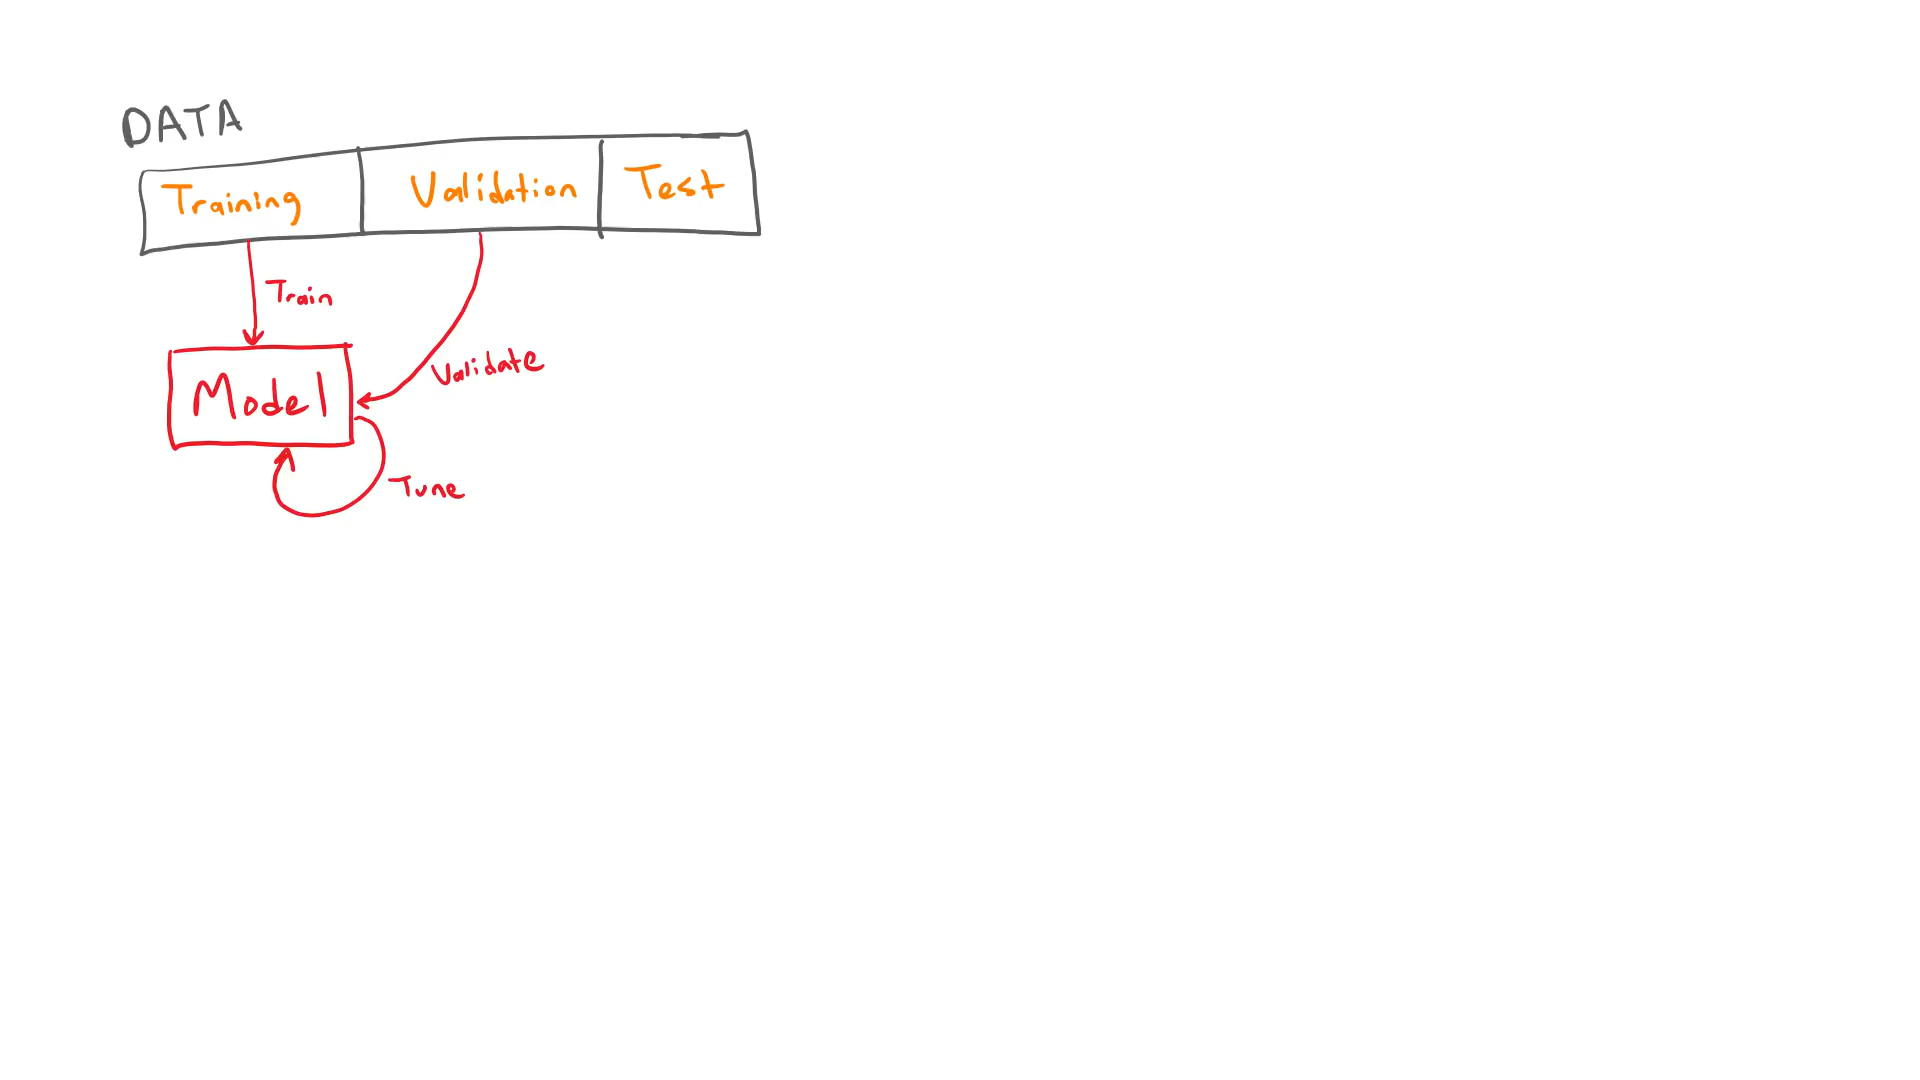 DATA
Training Validation Test
Train
Validate
Model
Tune